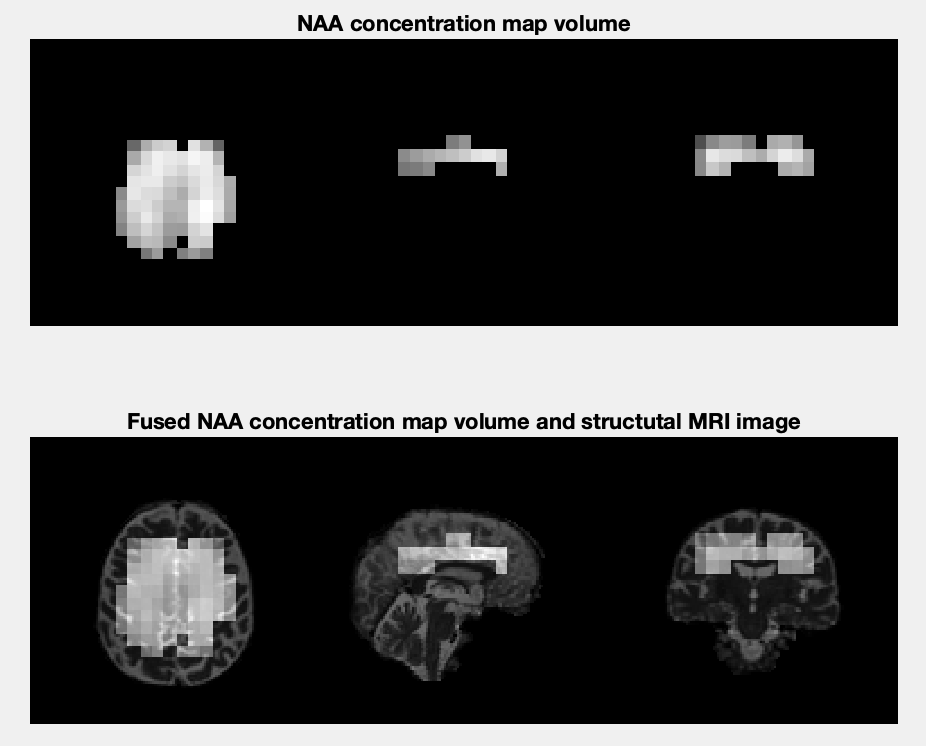 NAA concentration map volume
Fused NAA concentration map volume and structutal MRI image